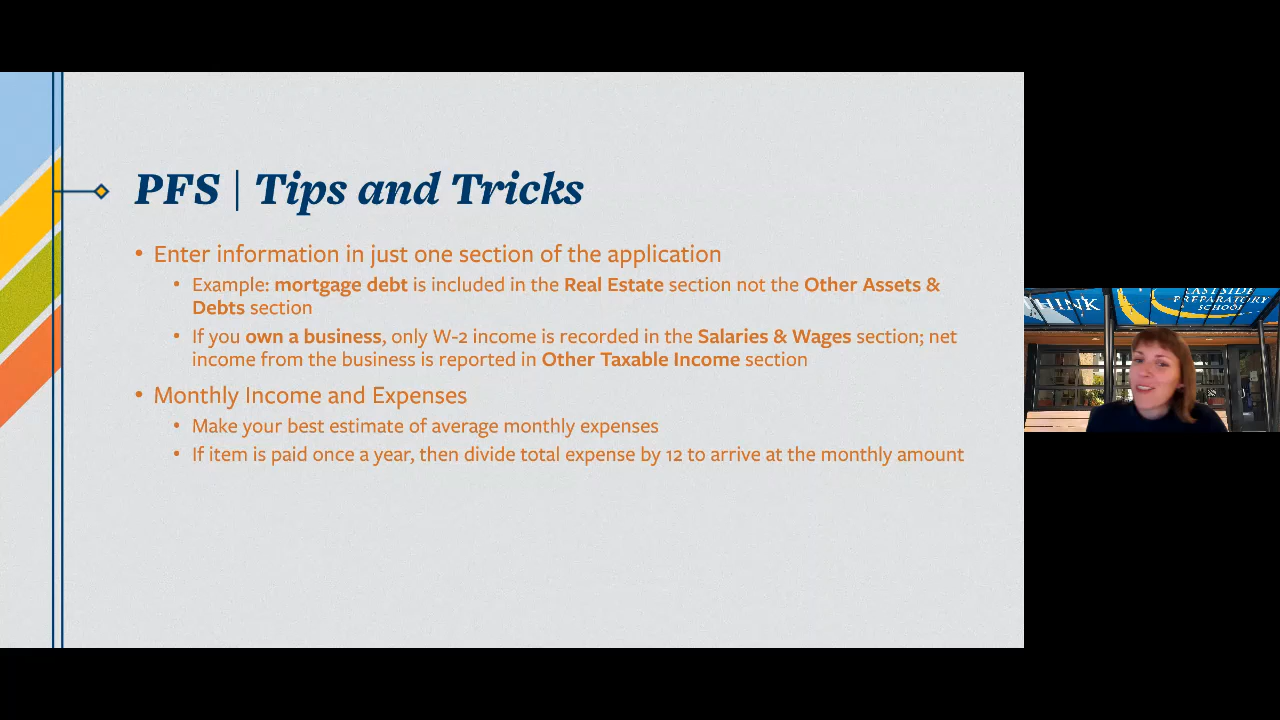 PFS | Tips and Tricks
• Enter information in just one section of the application
• Example: mortgage debt is included in the Real Estate section not the Other Assets &
Debts section
• If you own a business, only W-2 income is recorded in the Salaries & Wages section; net
income from the business is reported in Other Taxable Income section
• Monthly Income and Expenses
• Make your best estimate of average monthly expenses
• If item is paid once a year, then divide total expense by 12 to arrive at the monthly amount
THINK
EASTSIDE
PREPARATORY
SCHOOL